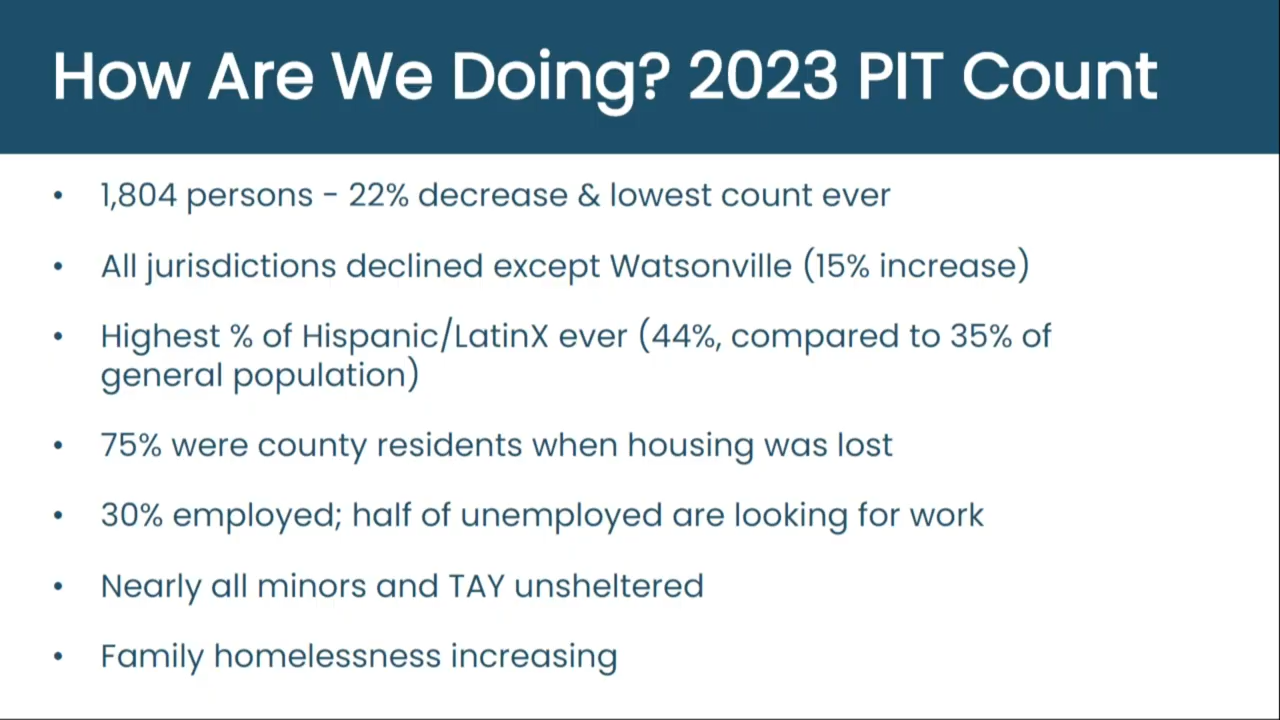 How Are We Doing? 2023 PIT Count
• 1,804 persons - 22% decrease & lowest count ever
• All jurisdictions declined except Watsonville (15% increase)
• Highest % of Hispanic/LatinX ever (44%, compared to 35% of
general population)
• 75% were county residents when housing was lost
• 30% employed; half of unemployed are looking for work
• Nearly all minors and TAY unsheltered
• Family homelessness increasing